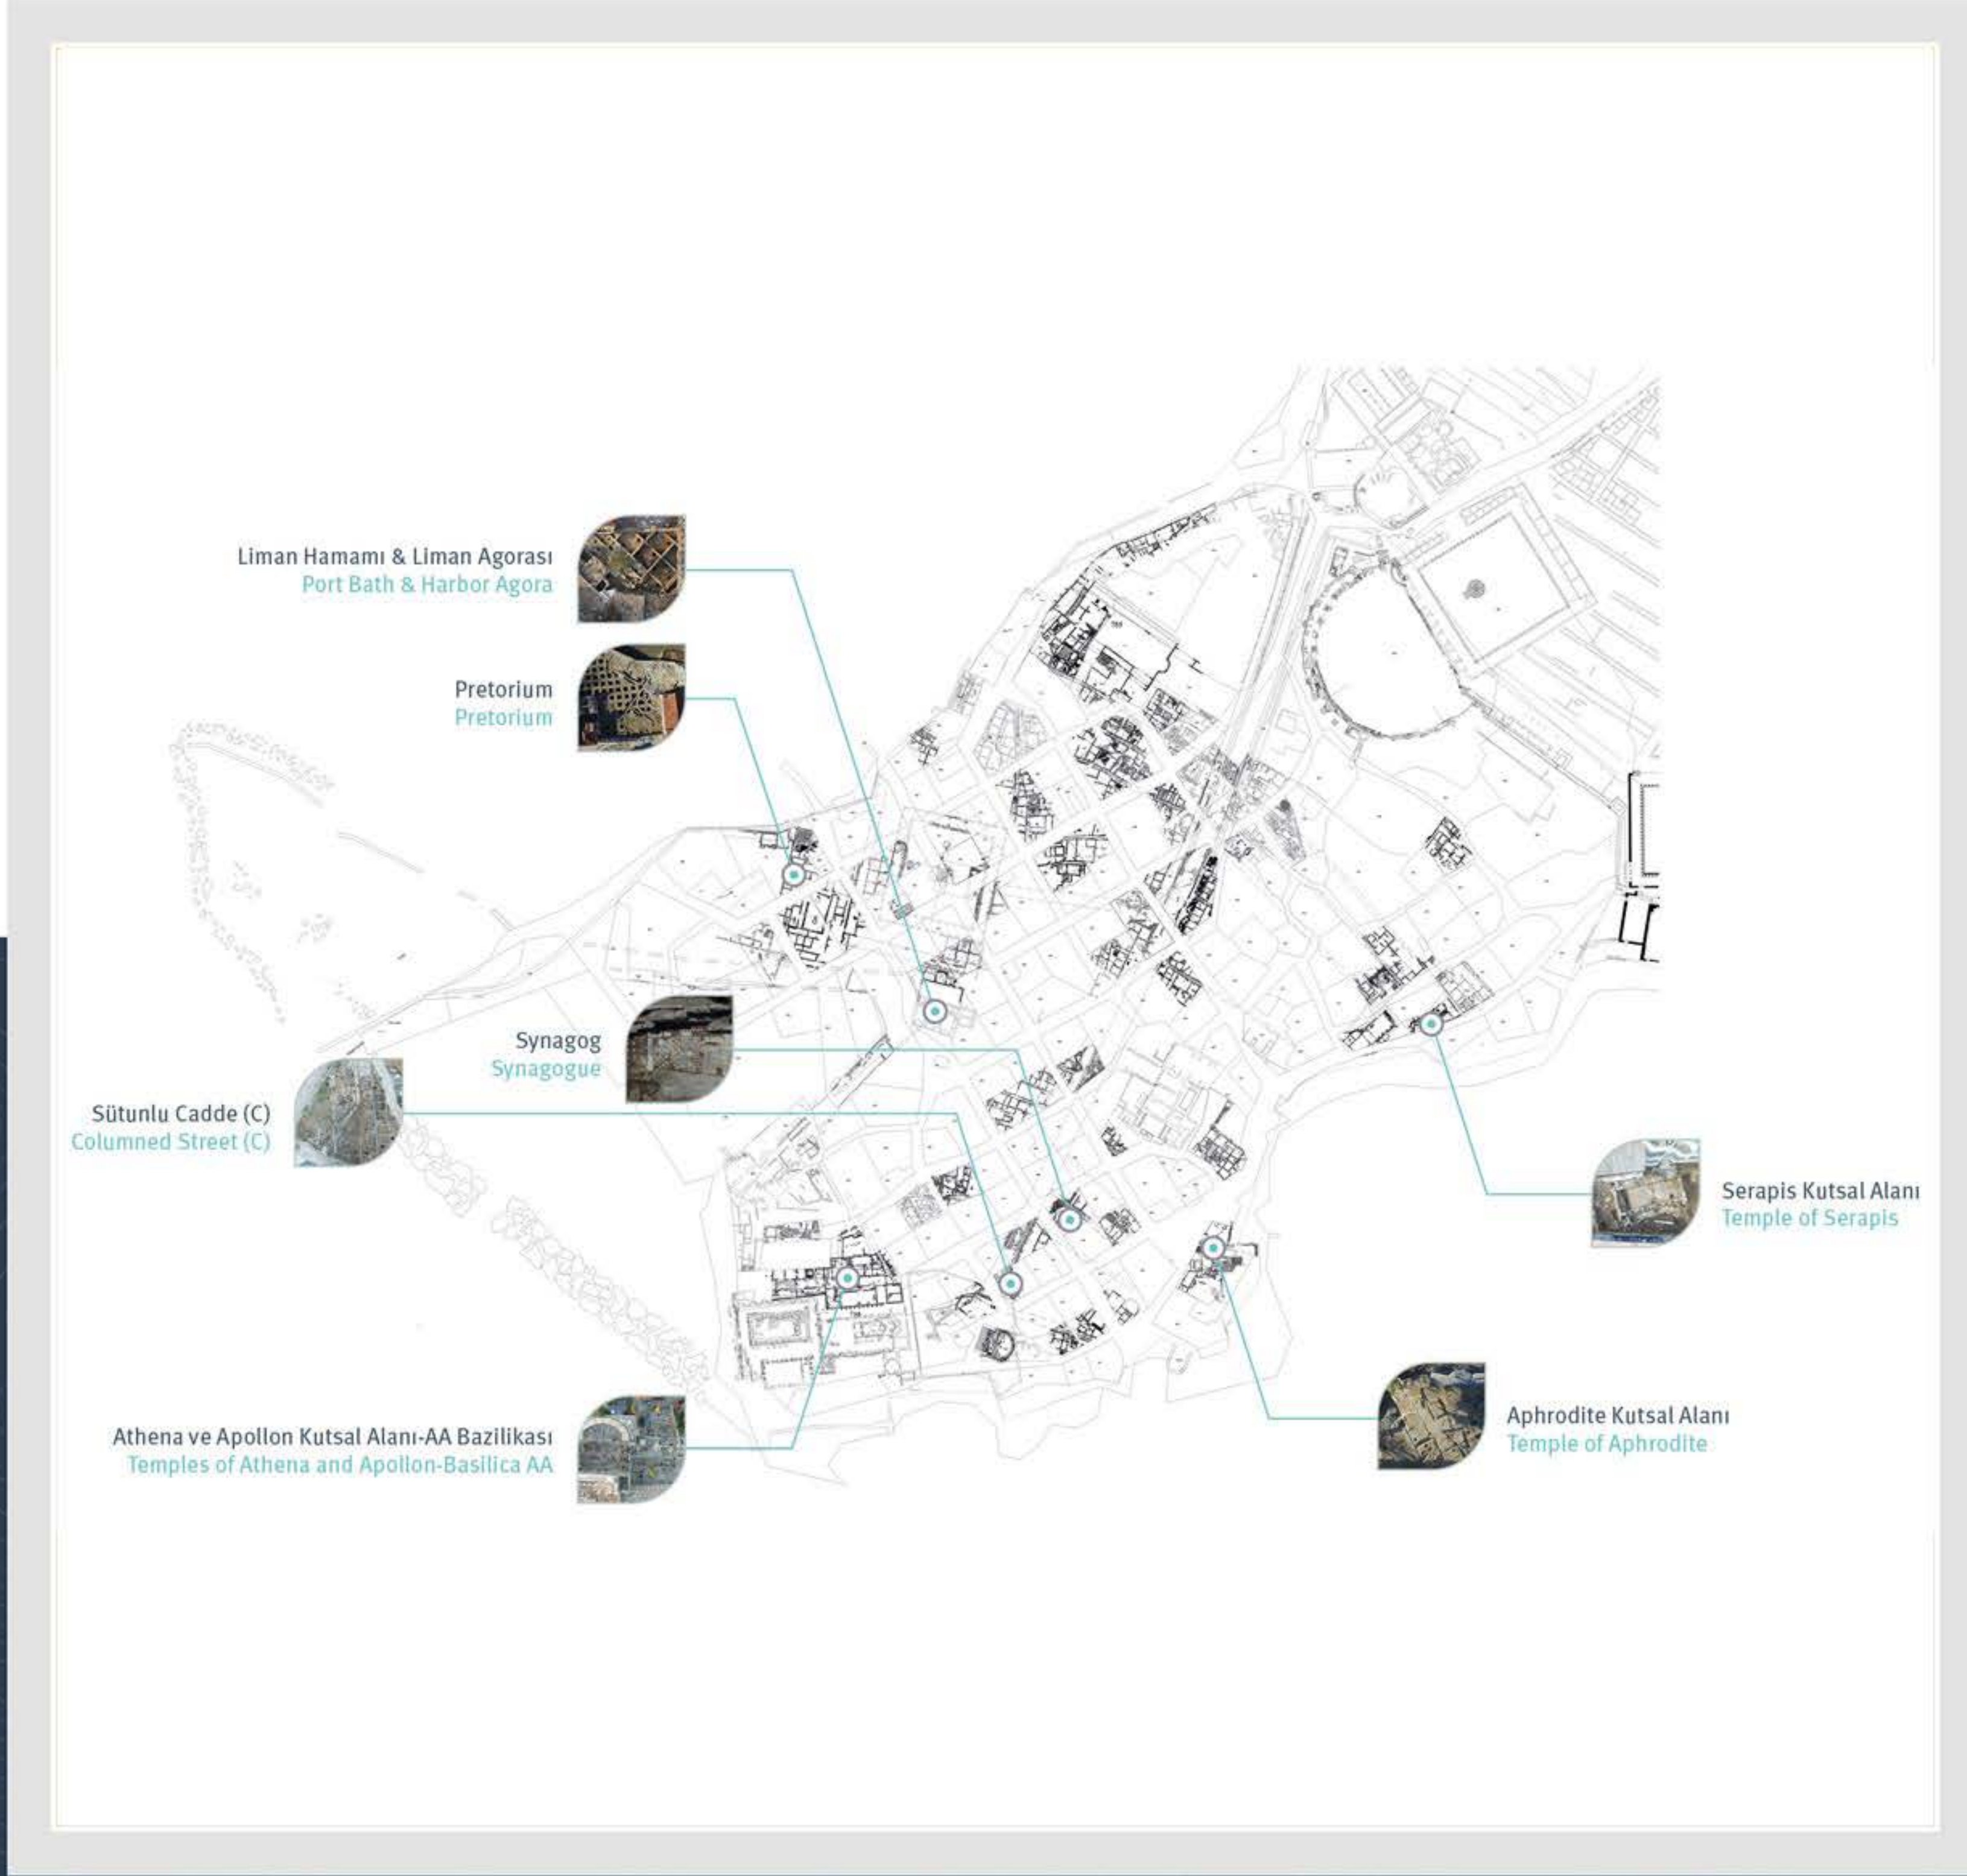 Liman Hamamı & Liman Agorası
Port Bath & Harbor Agora
Pretorium
Pretorium
Synagog
Synagogue
Sütunlu Cadde (C)
Columned Street (C)
Serapis Kutsal Alanı
Temple of Serapis
Aphrodite Kutsal Alanı
Temple of Aphrodite
Athena ve Apollon Kutsal Alanı-AA Bazilikası
Temples of Athena and Apollon-Basilica AA